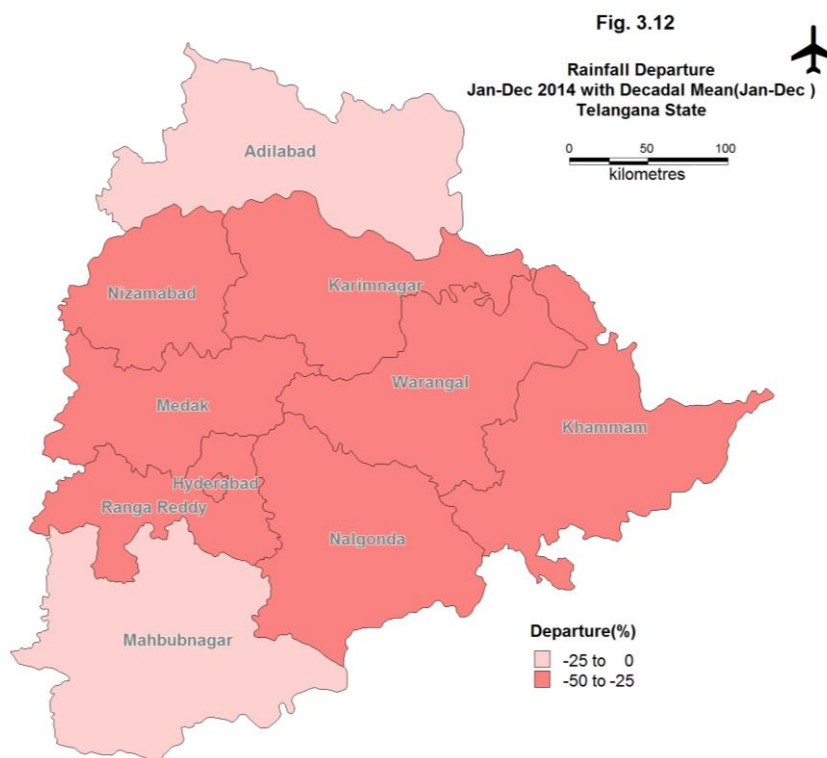 Fig. 3.12
Rainfall Departure
Jan-Dec 2014 with Decadal Mean(Jan-Dec )
Telangana State
0 50 100
kilometres
Adilabad
Nizamabad
Karimnagar
Warangal
Medak
Khammam
Hyderabad
Ranga Reddy
Nalgonda
Mahbubnagar
Departure(%)
-25 to 0
-50 to -25